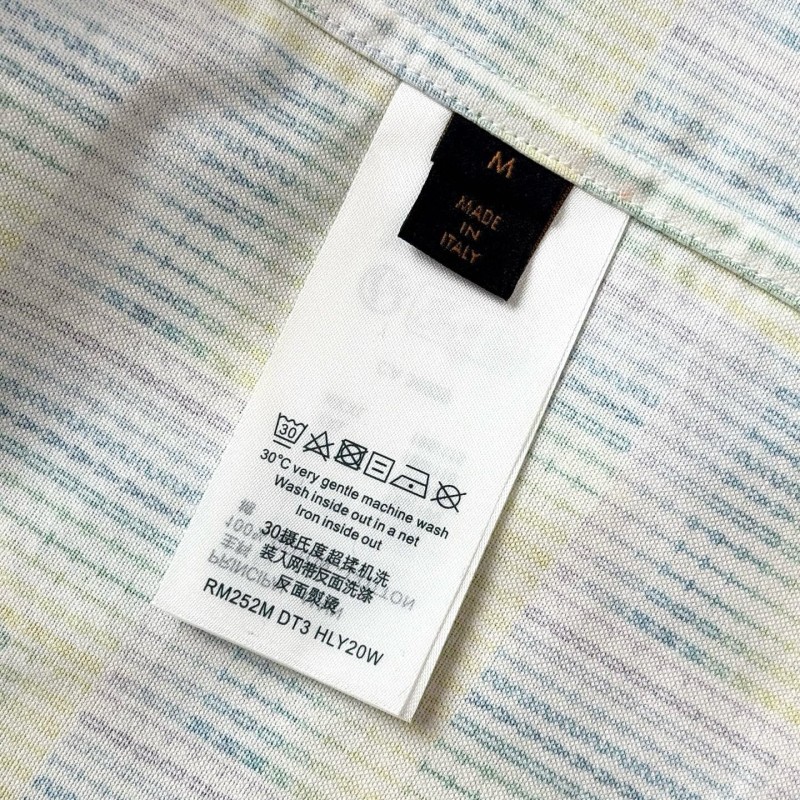 M
MADE
IN
ITALY
30
30°C very gentle machine wash
Wash inside out in a net
Iron inside out
30摄氏度超揉机洗
装入网带反面洗涤
反面熨烫
RM252M DT3 HLY20W